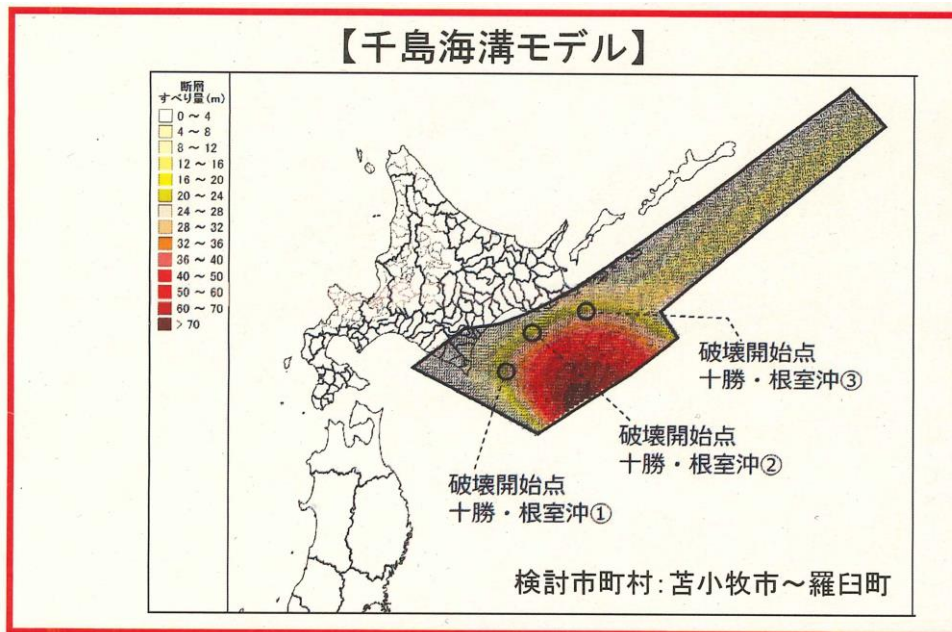 【千島海溝モデル】
断層
すべり量(m)
0 ～ 4
4 ～ 8
8 ～ 12
12 ～ 16
16 ～ 20
20 ～ 24
24 ～ 28
28 ～ 32
32 ～ 36
36 ～ 40
40 ～ 50
50 ～ 60
60 ～ 70
> 70
破壊開始点
十勝・根室沖③
破壊開始点
十勝・根室沖②
破壊開始点
十勝・根室沖①
検討市町村：苫小牧市～羅臼町